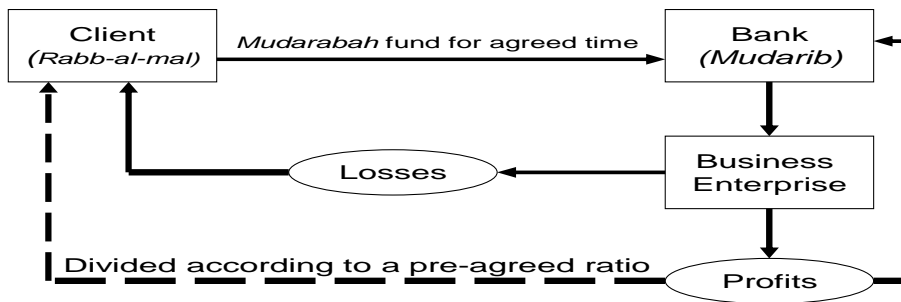 Client
(Rabb-al-mal)
Mudarabah fund for agreed time
Bank
(Mudarib)
Losses
Business
Enterprise
Divided according to a pre-agreed ratio
Profits